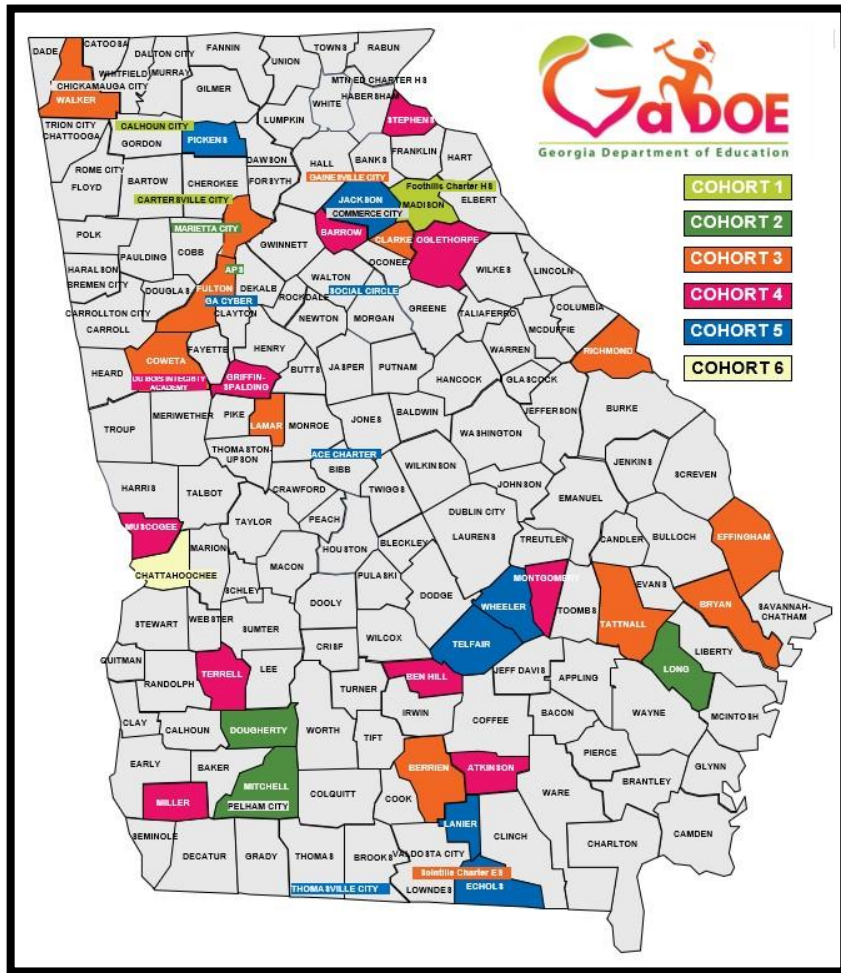 GaDOE
Georgia Department of Education
COHORT 1
COHORT 2
COHORT 3
COHORT 4
COHORT 5
COHORT 6
DADE
CATOOSA
DALTON CITY
WHITFIELD
MURRAY
CHICKAMAUGA CITY
WALKER
FANNIN
UNION
TOWNS
RABUN
MTN ED CHARTER HS
HABERSHAM
GILMER
WHITE
LUMPKIN
STEPHENS
TRION CITY
CHATTOOGA
CALHOUN CITY
GORDON
PICKENS
DAWSON
HALL
BANKS
FRANKLIN
HART
GAINESVILLE CITY
ROME CITY
FLOYD
BARTOW
CHEROKEE
FORSYTH
CARTERSVILLE CITY
JACKSON
COMMERCE CITY
Foothills Charter HS
MADISON
ELBERT
POLK
MARIETTA CITY
COBB
PAULDING
GWINNETT
BARROW
CLARKE
OCONEE
OGLETHORPE
HARALSON
BREMEN CITY
DOUGLAS
APS
FULTON
DEKALB
GA CYBER
WALTON
SOCIAL CIRCLE
WILKES
LINCOLN
CARROLLTON CITY
CARROLL
CLAYTON
ROCKDALE
NEWTON
MORGAN
GREENE
TALIAFERRO
COLUMBIA
MCDUFFIE
COWETA
FAYETTE
HENRY
WARREN
RICHMOND
HEARD
DU BOIS INTEGRITY
ACADEMY
GRIFFIN-
SPALDING
BUTTS
JASPER
PUTNAM
HANCOCK
GLASCOCK
TROUP
MERIWETHER
PIKE
LAMAR
MONROE
JONES
BALDWIN
JEFFERSON
BURKE
THOMASTON-
UPSON
ACE CHARTER
BIBB
WASHINGTON
WILKINSON
JENKINS
SCREVEN
HARRIS
TALBOT
CRAWFORD
TWIGGS
JOHNSON
EMANUEL
MUSCOGEE
TAYLOR
PEACH
DUBLIN CITY
LAURENS
TREUTLEN
CANDLER
BULLOCH
EFFINGHAM
MARION
CHATTAHOOCHEE
MACON
HOUSTON
BLECKLEY
PULASKI
MONTGOMERY
EVANS
SCHLEY
DOOLY
DODGE
WHEELER
TOOMBS
TATTNALL
BRYAN
SAVANNAH-
CHATHAM
STEWART
WEBSTER
SUMTER
CRISP
WILCOX
TELFAIR
LIBERTY
QUITMAN
RANDOLPH
TERRELL
LEE
TURNER
BEN HILL
JEFF DAVIS
APPLING
LONG
IRWIN
COFFEE
BACON
WAYNE
MCINTOSH
CLAY
CALHOUN
DOUGHERTY
WORTH
TIFT
PIERCE
EARLY
BAKER
BERRIEN
ATKINSON
WARE
BRANTLEY
GLYNN
MILLER
MITCHELL
PELHAM CITY
COLQUITT
COOK
LANIER
CLINCH
CHARLTON
CAMDEN
SEMINOLE
DECATUR
GRADY
THOMAS
BROOKS
VALDOSTA CITY
Scintilla Charter ES
THOMASVILLE CITY
LOWNDES
ECHOLS